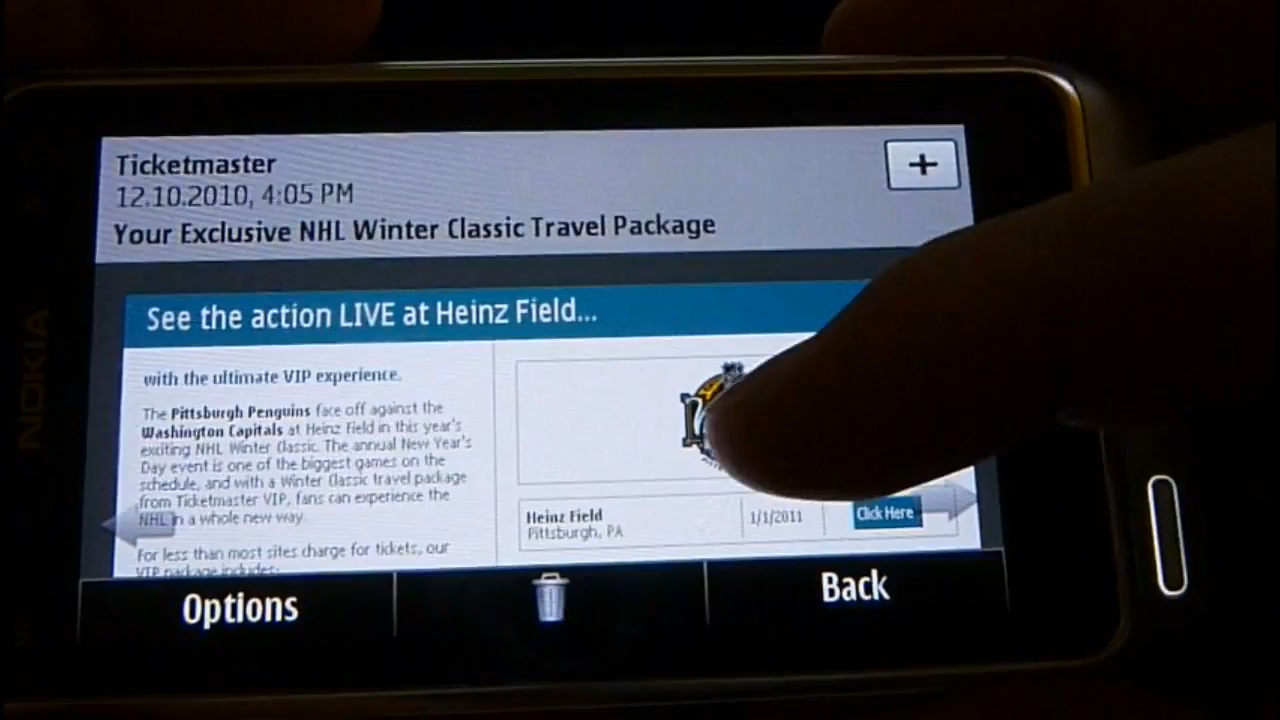 Ticketmaster
12.10.2010, 4:05 PM
Your Exclusive NHL Winter Classic Travel Package
+
See the action LIVE at Heinz Field...
with the ultimate VIP experience.
The Pittsburgh Penguins face off against the
Washington Capitals at Heinz Field in this year's
exciting NHL Winter Classic. The annual New Year's
Day event is one of the biggest games on the
schedule, and with a Winter Classic travel package
from Ticketmaster VIP, fans can experience the
NHL in a whole new way.
For less than most sites charge for tickets, our
VIP package includes:
Heinz Field
Pittsburgh, PA
1/1/2011
Click Here
Options
Back
NOKIA